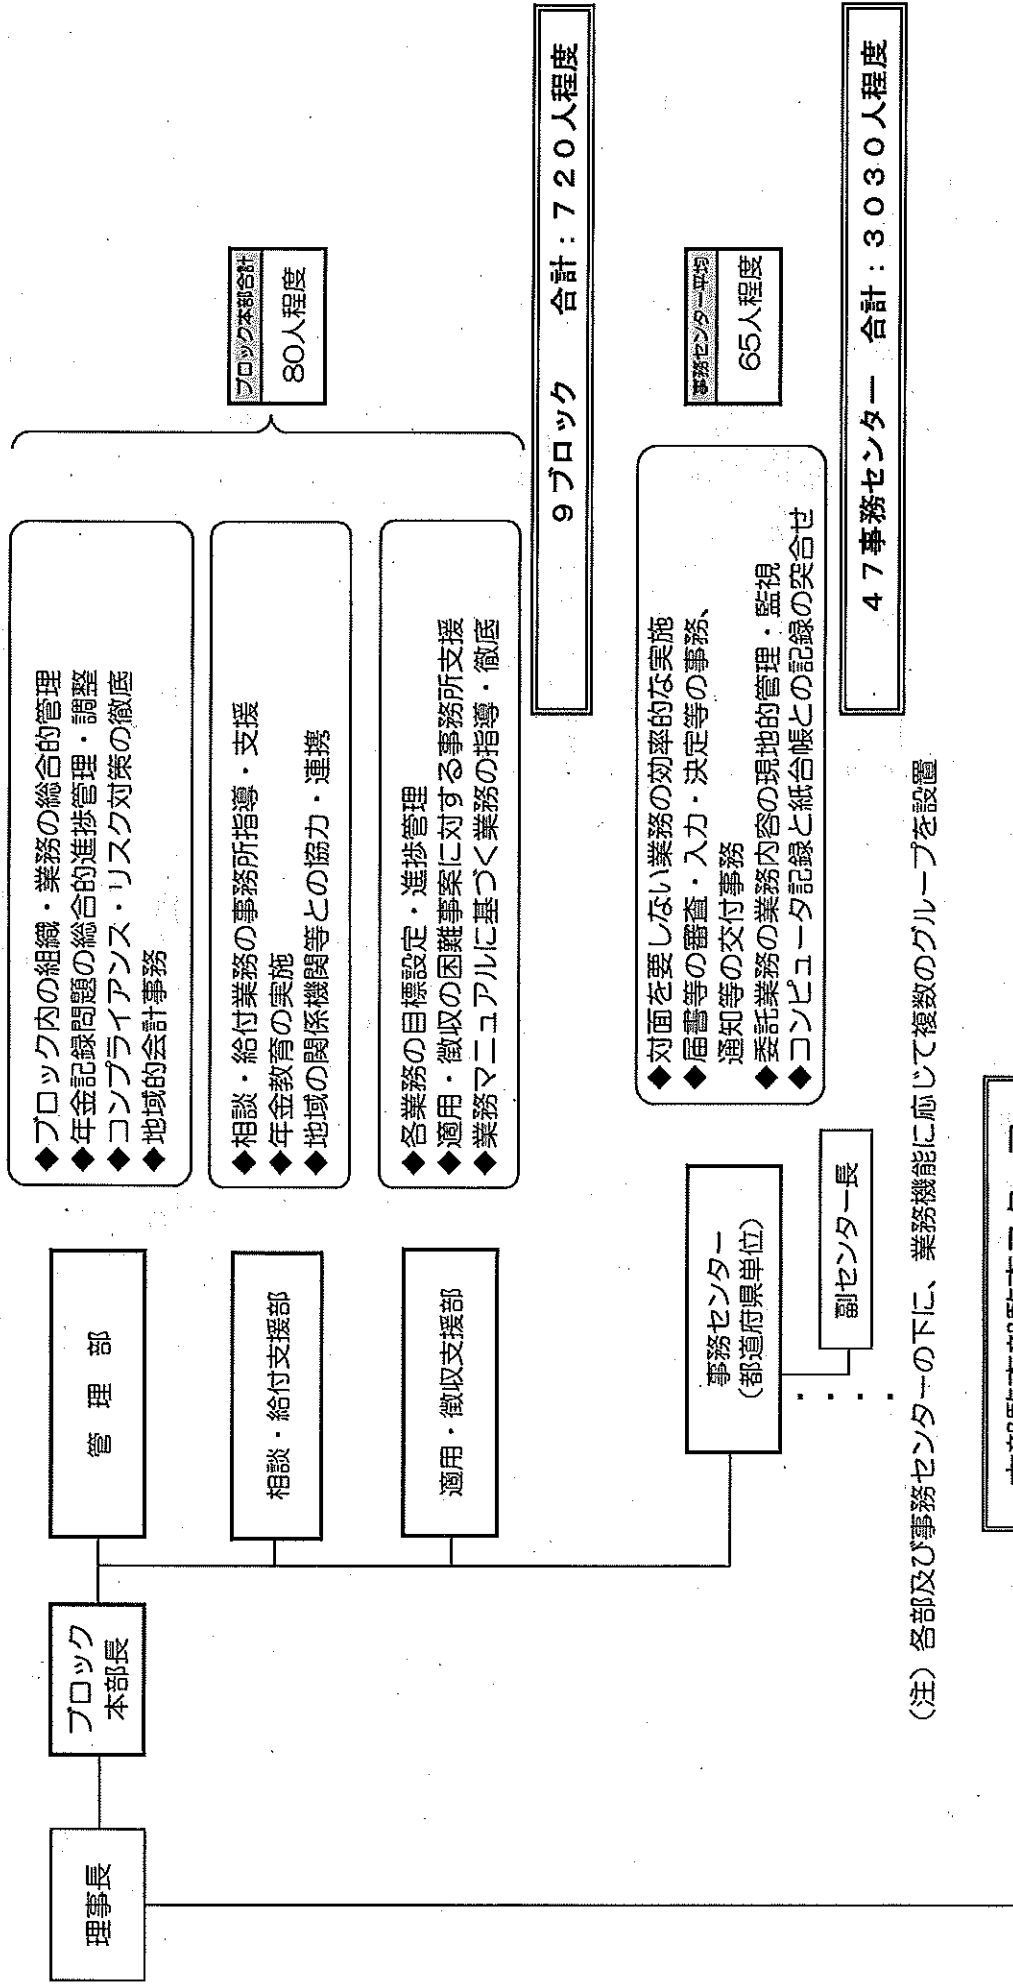 理事長
ブロック
本部長
管 理 部
◆ブロック内の組織・業務の総合的管理
◆年金記録問題の総合的進捗管理・調整
◆コンプライアンス・リスク対策の徹底
◆地域的会計事務
相談・給付支援部
◆相談・給付業務の事務所指導・支援
◆年金教育の実施
◆地域の関係機関等との協力・連携
適用・徴収支援部
◆各業務の目標設定・進捗管理
◆適用・徴収の困難事案に対する事務所支援
◆業務マニュアルに基づく業務の指導・徹底
ブロック本部合計
80人程度
9ブロック 合計：720人程度
事務センター
(都道府県単位)
副センター長
◆対面を要しない業務の効率的な実施
◆届書等の審査・入力・決定等の事務、
通知等の交付事務
◆委託業務の業務内容の現地的管理・監視
◆コンピュータ記録と紙台帳との記録の突合せ
事務センター平均
65人程度
47事務センター 合計：3030人程度
(注) 各部及び事務センターの下に、業務機能に応じて複数のグループを設置